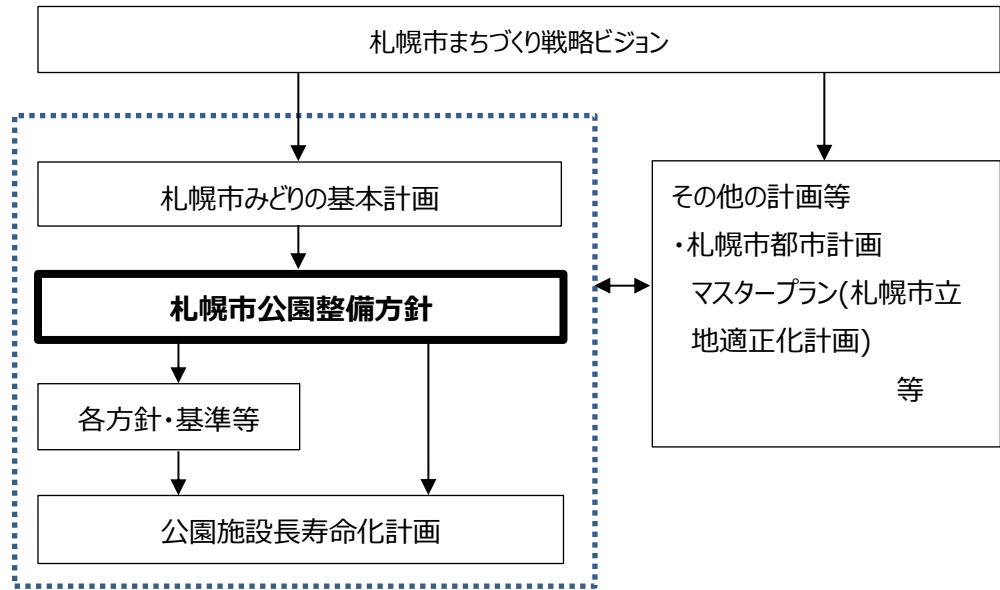 札幌市まちづくり戦略ビジョン
札幌市みどりの基本計画
札幌市公園整備方針
各方針・基準等
公園施設長寿命化計画
その他の計画等
・札幌市都市計画
マスタープラン(札幌市立
地適正化計画)
等